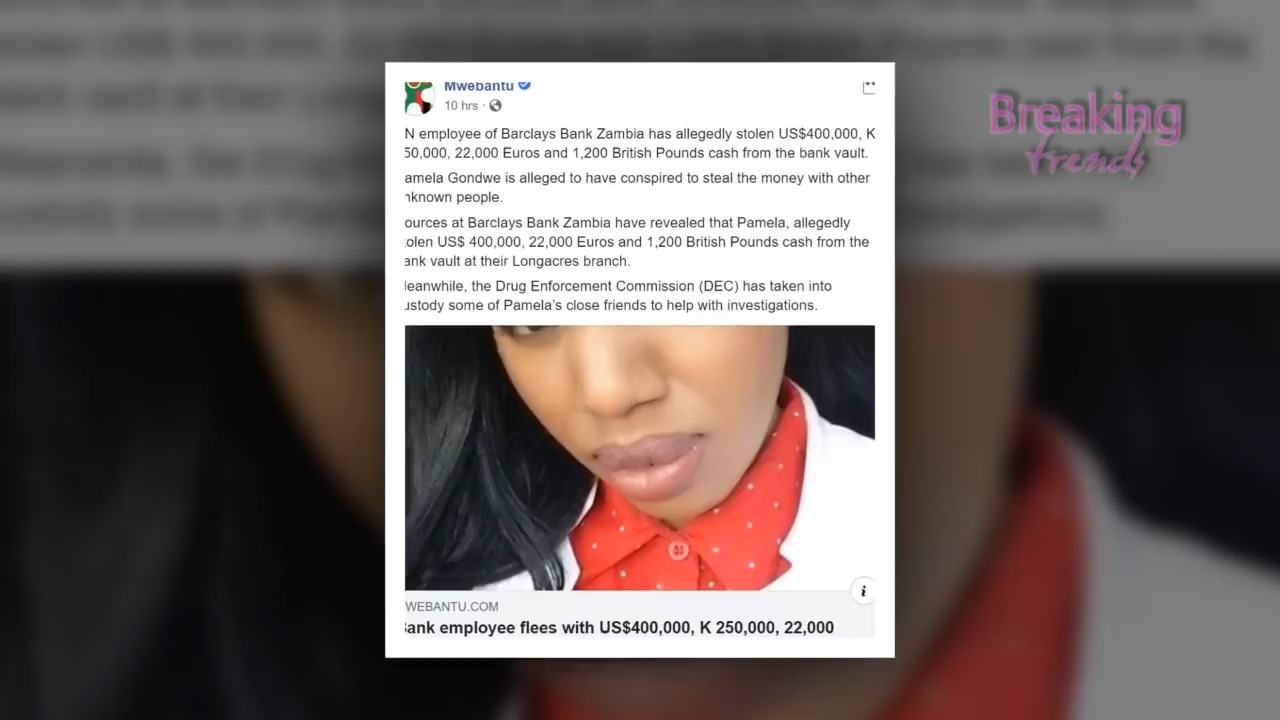 Mwebantu
10 hrs ·
Breaking
trends
N employee of Barclays Bank Zambia has allegedly stolen US$400,000, K
50,000, 22,000 Euros and 1,200 British Pounds cash from the bank vault.
amela Gondwe is alleged to have conspired to steal the money with other
nknown people.
ources at Barclays Bank Zambia have revealed that Pamela, allegedly
olen US$ 400,000, 22,000 Euros and 1,200 British Pounds cash from the
ank vault at their Longacres branch.
eanwhile, the Drug Enforcement Commission (DEC) has taken into
ustody some of Pamela's close friends to help with investigations.
i
WEBANTU.COM
ank employee flees with US$400,000, K 250,000, 22,000